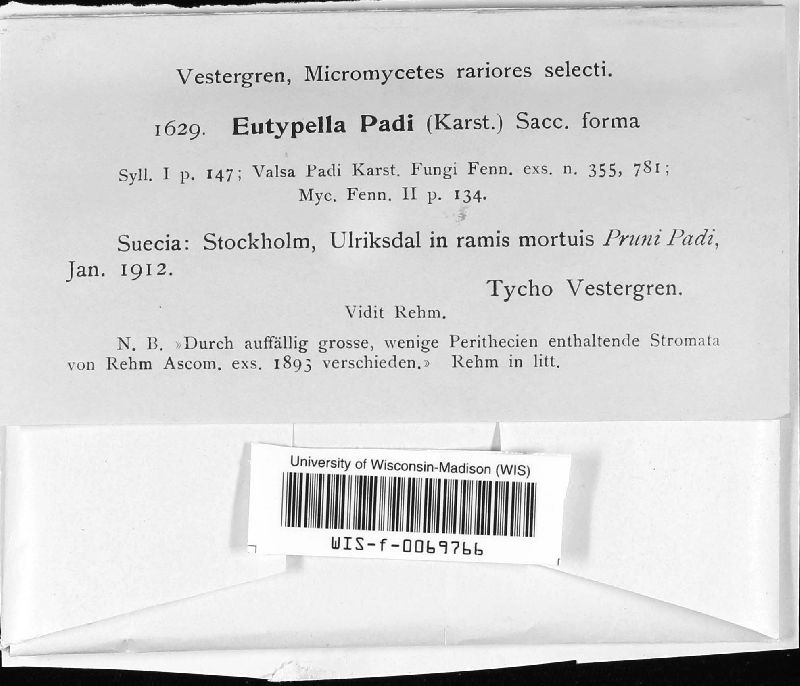 Vestergren, Micromycetes rariores selecti.
1629. Eutypella Padi (Karst.) Sacc. forma
Syll. I p. 147; Valsa Padi Karst. Fungi Fenn. exs. n. 355, 781;
Myc. Fenn. II p. 134.
Suecia: Stockholm, Ulriksdal in ramis mortuis Pruni Padi,
Jan. 1912.
Tycho Vestergren.
Vidit Rehm.
N. B. »Durch auffällig grosse, wenige Perithecien enthaltende Stromata
von Rehm Ascom. exs. 1893 verschieden.» Rehm in litt.
University of Wisconsin-Madison (WIS)
WIS-f-0069766